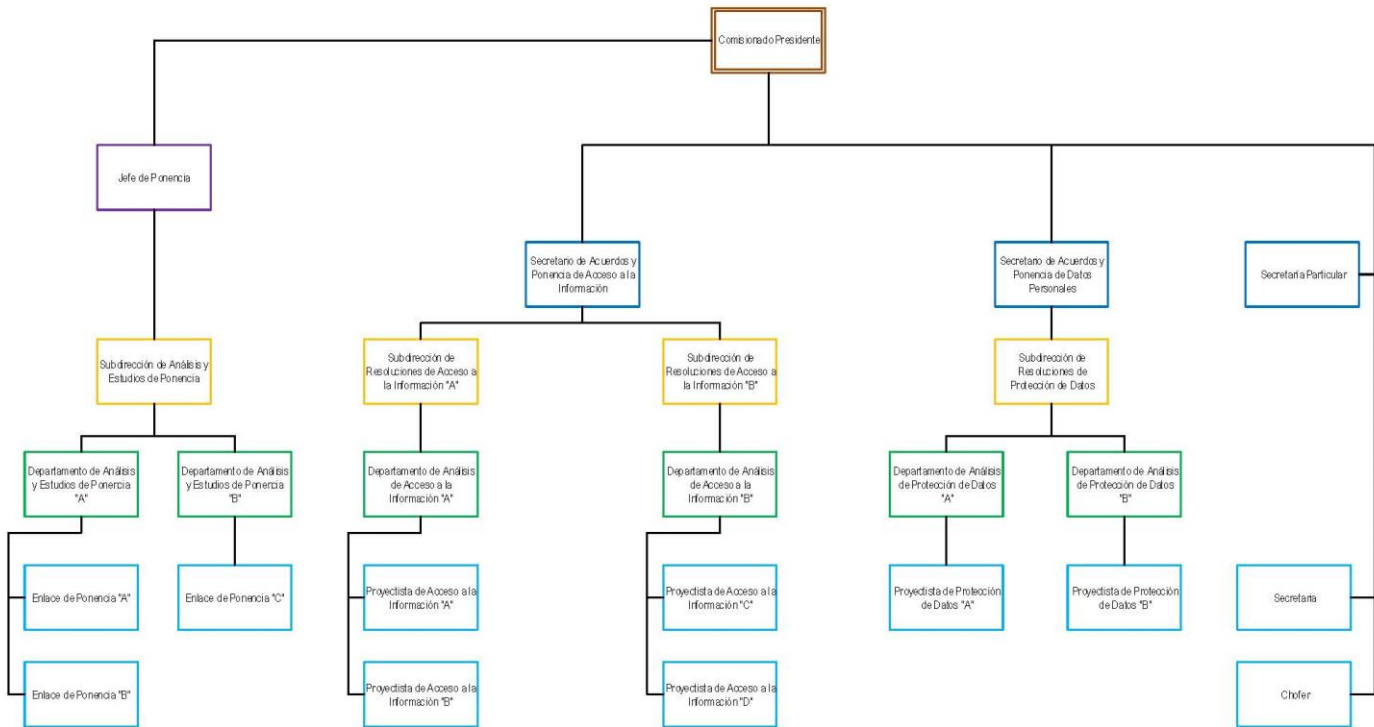 Comisionado Presidente
Jefe de Ponencia
Secretario de Acuerdos y
Ponencia de Acceso a la
Información
Secretario de Acuerdos y
Ponencia de Datos
Personales
Secretaría Particular
Subdirección de Análisis y
Estudios de Ponencia
Subdirección de
Resoluciones de Acceso a
la Información "A"
Subdirección de
Resoluciones de Acceso a
la Información "B"
Subdirección de
Resoluciones de
Protección de Datos
Departamento de Análisis
y Estudios de Ponencia
"A"
Departamento de Análisis
y Estudios de Ponencia
"B"
Departamento de Análisis
de Acceso a la
Información "A"
Departamento de Análisis
de Acceso a la
Información "B"
Departamento de Análisis
de Protección de Datos
"A"
Departamento de Análisis
de Protección de Datos
"B"
Enlace de Ponencia "A"
Enlace de Ponencia "C"
Proyectista de Acceso a la
Información "A"
Proyectista de Acceso a la
Información "C"
Proyectista de Protección
de Datos "A"
Proyectista de Protección
de Datos "B"
Secretaria
Enlace de Ponencia "B"
Proyectista de Acceso a la
Información "B"
Proyectista de Acceso a la
Información "D"
Chofer